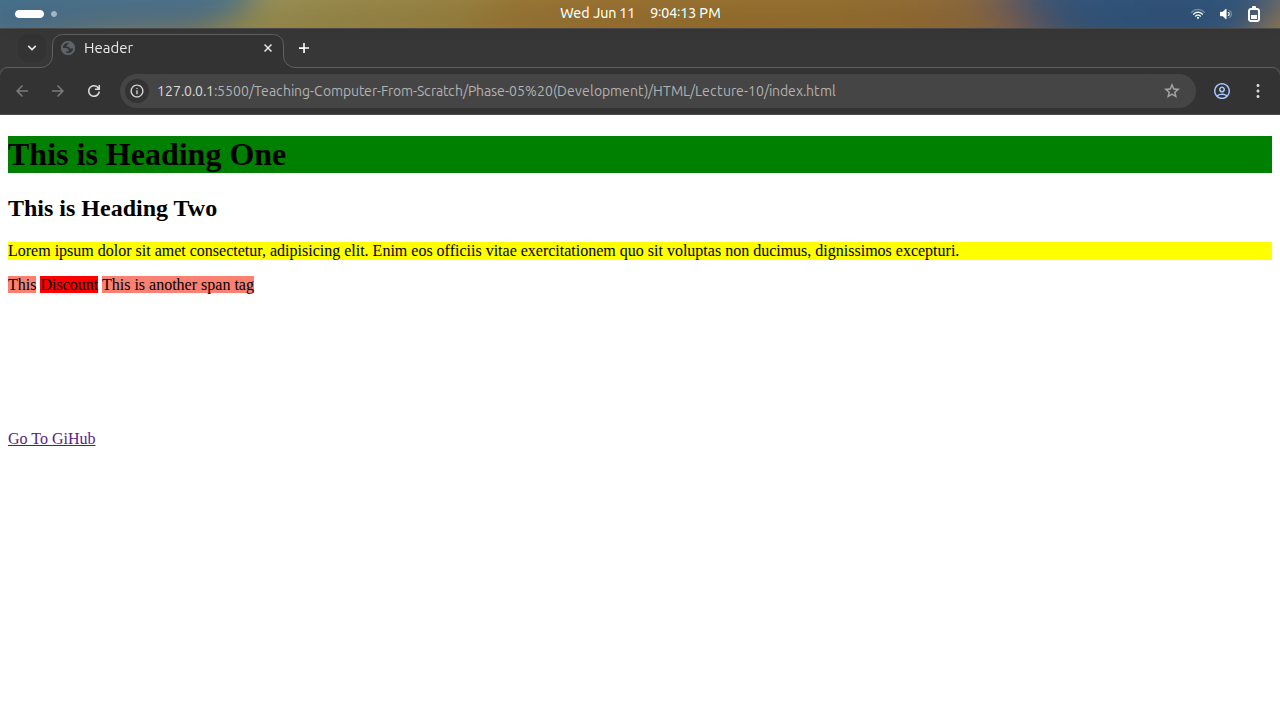 Wed Jun 11 9:04:13 PM
Header
127.0.0.1:5500/Teaching-Computer-From-Scratch/Phase-05%20(Development)/HTML/Lecture-10/index.html
This is Heading One
This is Heading Two
Lorem ipsum dolor sit amet consectetur, adipisicing elit. Enim eos officiis vitae exercitationem quo sit voluptas non ducimus, dignissimos excepturi.
This Discount This is another span tag
Go To GiHub